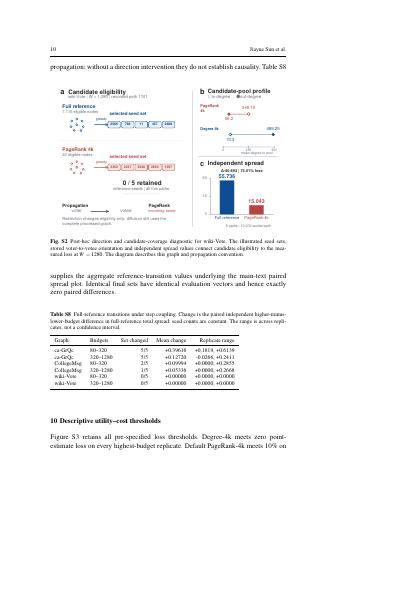 10 Jiayue Sun et al.
propagation; without a direction intervention they do not establish causality. Table S8
a Candidate eligibility
Full reference
selected seed set
PageRank 4k
selected seed set
0 / 5 retained
Propagation
voter
votee
PageRank
b Candidate-pool profile
PageRank
4k
Degree 4k
c Independent spread
55.736
15.043
Full reference PageRank 4k
Fig. S2 Post-hoc direction and candidate-coverage diagnostic for wiki-Vote. The illustrated seed sets,
stored voter-to-votee orientation and independent spread values connect candidate eligibility to the mea-
sured loss at W = 1280. The diagram describes this graph and propagation convention.
supplies the aggregate reference-transition values underlying the main-text paired
spread plot. Identical final sets have identical evaluation vectors and hence exactly
zero paired differences.
Table S8 Full-reference transitions under step coupling. Change is the paired independent higher-minus-
lower-budget difference in full-reference total spread; seed counts are constant. The range is across repli-
cates, not a confidence interval.
Graph Budgets Set changed Mean change Replicate range
ca-GrQc 80–320 5/5 +0.39616 +0.1819, +0.6139
ca-GrQc 320–1280 5/5 +0.12720 -0.0266, +0.2411
CollegeMsg 80–320 2/5 +0.09994 +0.0000, +0.2855
CollegeMsg 320–1280 1/5 +0.05336 +0.0000, +0.2668
wiki-Vote 80–320 0/5 +0.00000 +0.0000, +0.0000
wiki-Vote 320–1280 0/5 +0.00000 +0.0000, +0.0000
10 Descriptive utility–cost thresholds
Figure S3 retains all pre-specified loss thresholds. Degree-4k meets zero point-
estimate loss on every highest-budget replicate. Default PageRank-4k meets 10% on